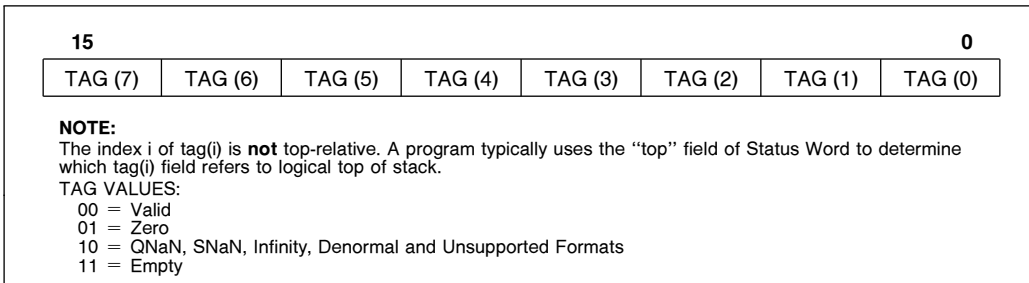 15 0
TAG (7) TAG (6) TAG (5) TAG (4) TAG (3) TAG (2) TAG (1) TAG (0)
NOTE:
The index i of tag(i) is not top-relative. A program typically uses the ‘‘top’’ field of Status Word to determine
which tag(i) field refers to logical top of stack.
TAG VALUES:
00 = Valid
01 = Zero
10 = QNaN, SNaN, Infinity, Denormal and Unsupported Formats
11 = Empty